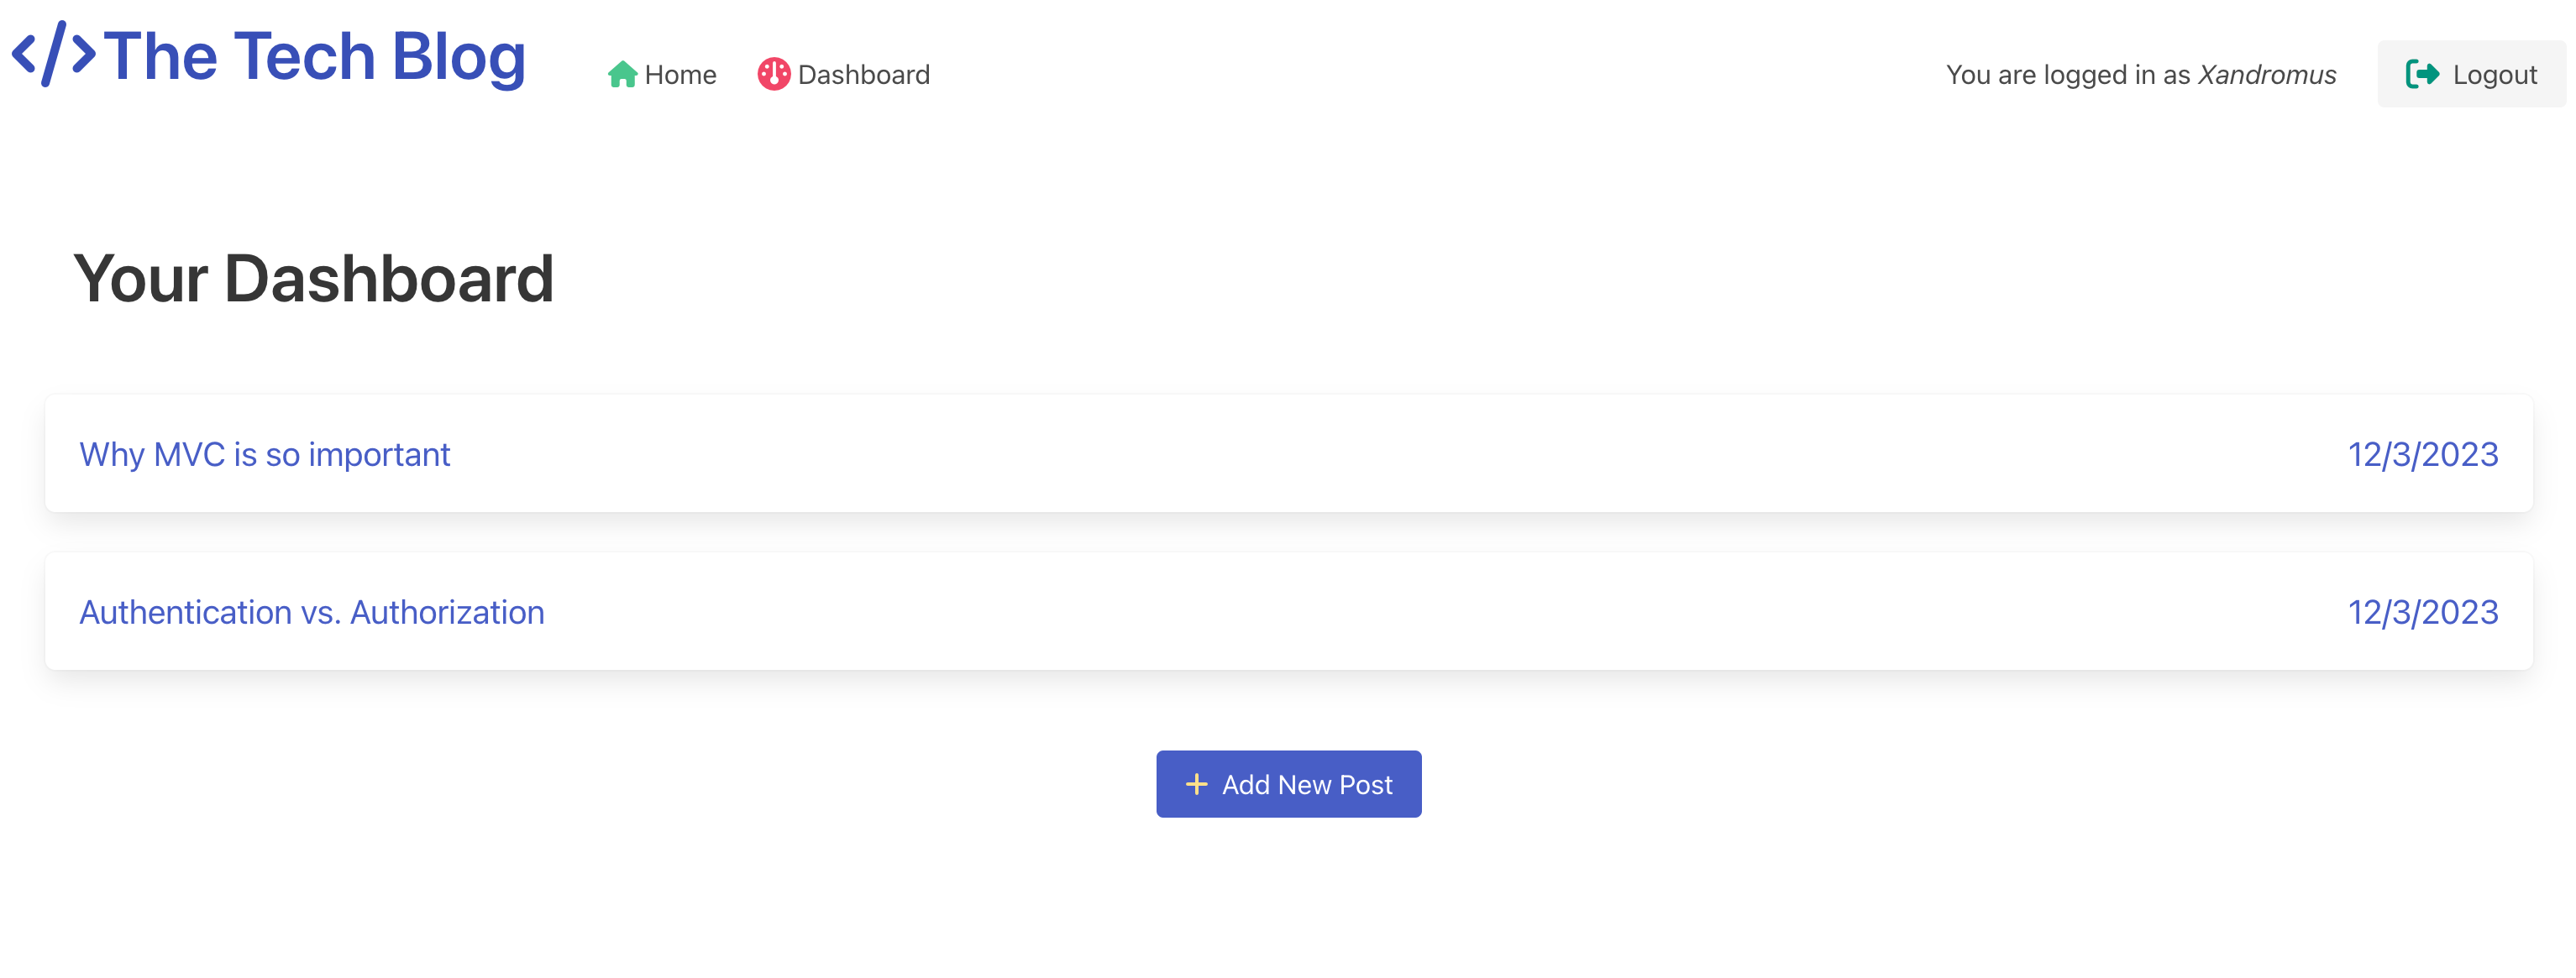 The Tech Blog
Home
Dashboard
You are logged in as Xandromus
Logout
Your Dashboard
Why MVC is so important
12/3/2023
Authentication vs. Authorization
12/3/2023
+ Add New Post